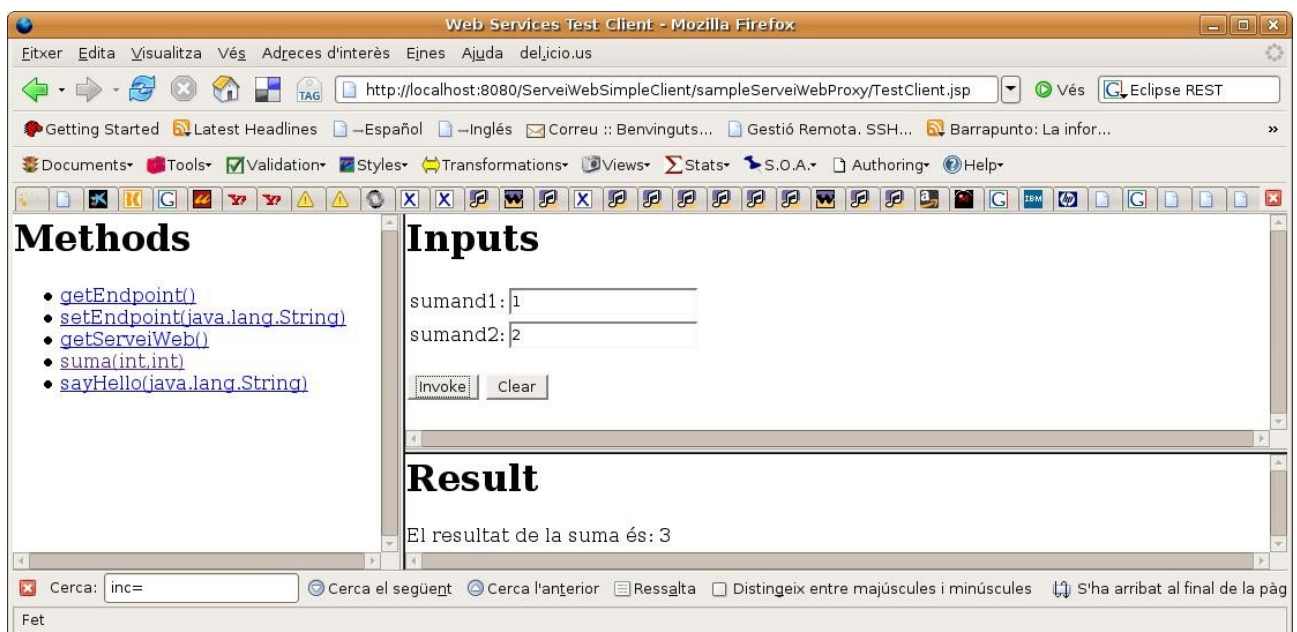 Web Services Test Client - Mozilla Firefox
Fitxer Edita Visualitza Vés Adreces d'interès Eines Ajuda del.icio.us
TAG http://localhost:8080/ServeiWebSimpleClient/sampleServeiWebProxy/TestClient.jsp Vés G Eclipse REST
Getting Started Latest Headlines —Español —Inglés Correu :: Benvinguts... Gestió Remota. SSH... Barrapunto: La infor... »
Documents Tools Validation Styles Transformations Views Stats S.O.A. Authoring Help
Methods
getEndpoint()
setEndpoint(java.lang.String)
getServeiWeb()
suma(int,int)
sayHello(java.lang.String)
Inputs
sumand1: 1
sumand2: 2
Invoke Clear
Result
El resultat de la suma és: 3
Cerca: inc= Cerca el següent Cerca l'anterior Ressalta Distingeix entre majúscules i minúscules S'ha arribat al final de la pàg
Fet